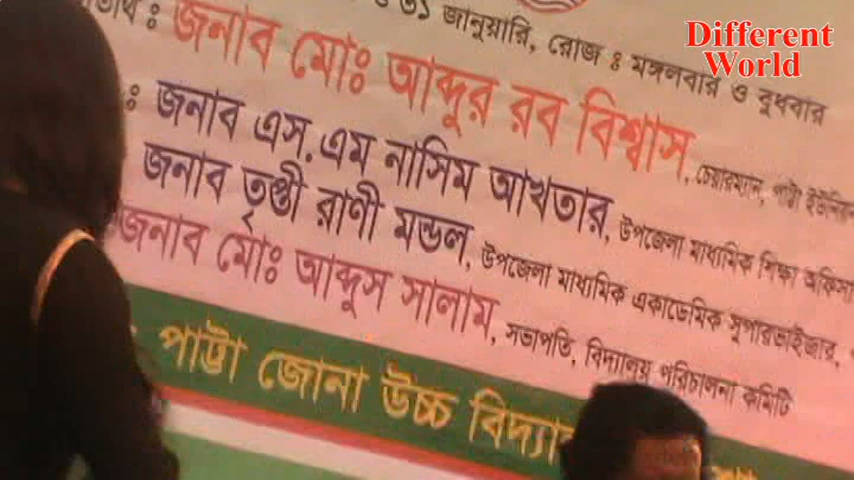 Different
World
৩১ জানুয়ারি, রোজ : মঙ্গলবার ও বুধবার
: জনাব মোঃ আব্দুর রব বিশ্বাস, চেয়ারম্যান, পাট্টা ইউনিয়ন
: জনাব এস.এম নাসিম আখতার, উপজেলা মাধ্যমিক শিক্ষা অফিসার
জনাব তৃপ্তী রাণী মন্ডল, উপজেলা মাধ্যমিক একাডেমিক সুপারভাইজার,
জনাব মোঃ আব্দুস সালাম, সভাপতি, বিদ্যালয় পরিচালনা কমিটি
: পাট্টা জোনা উচ্চ